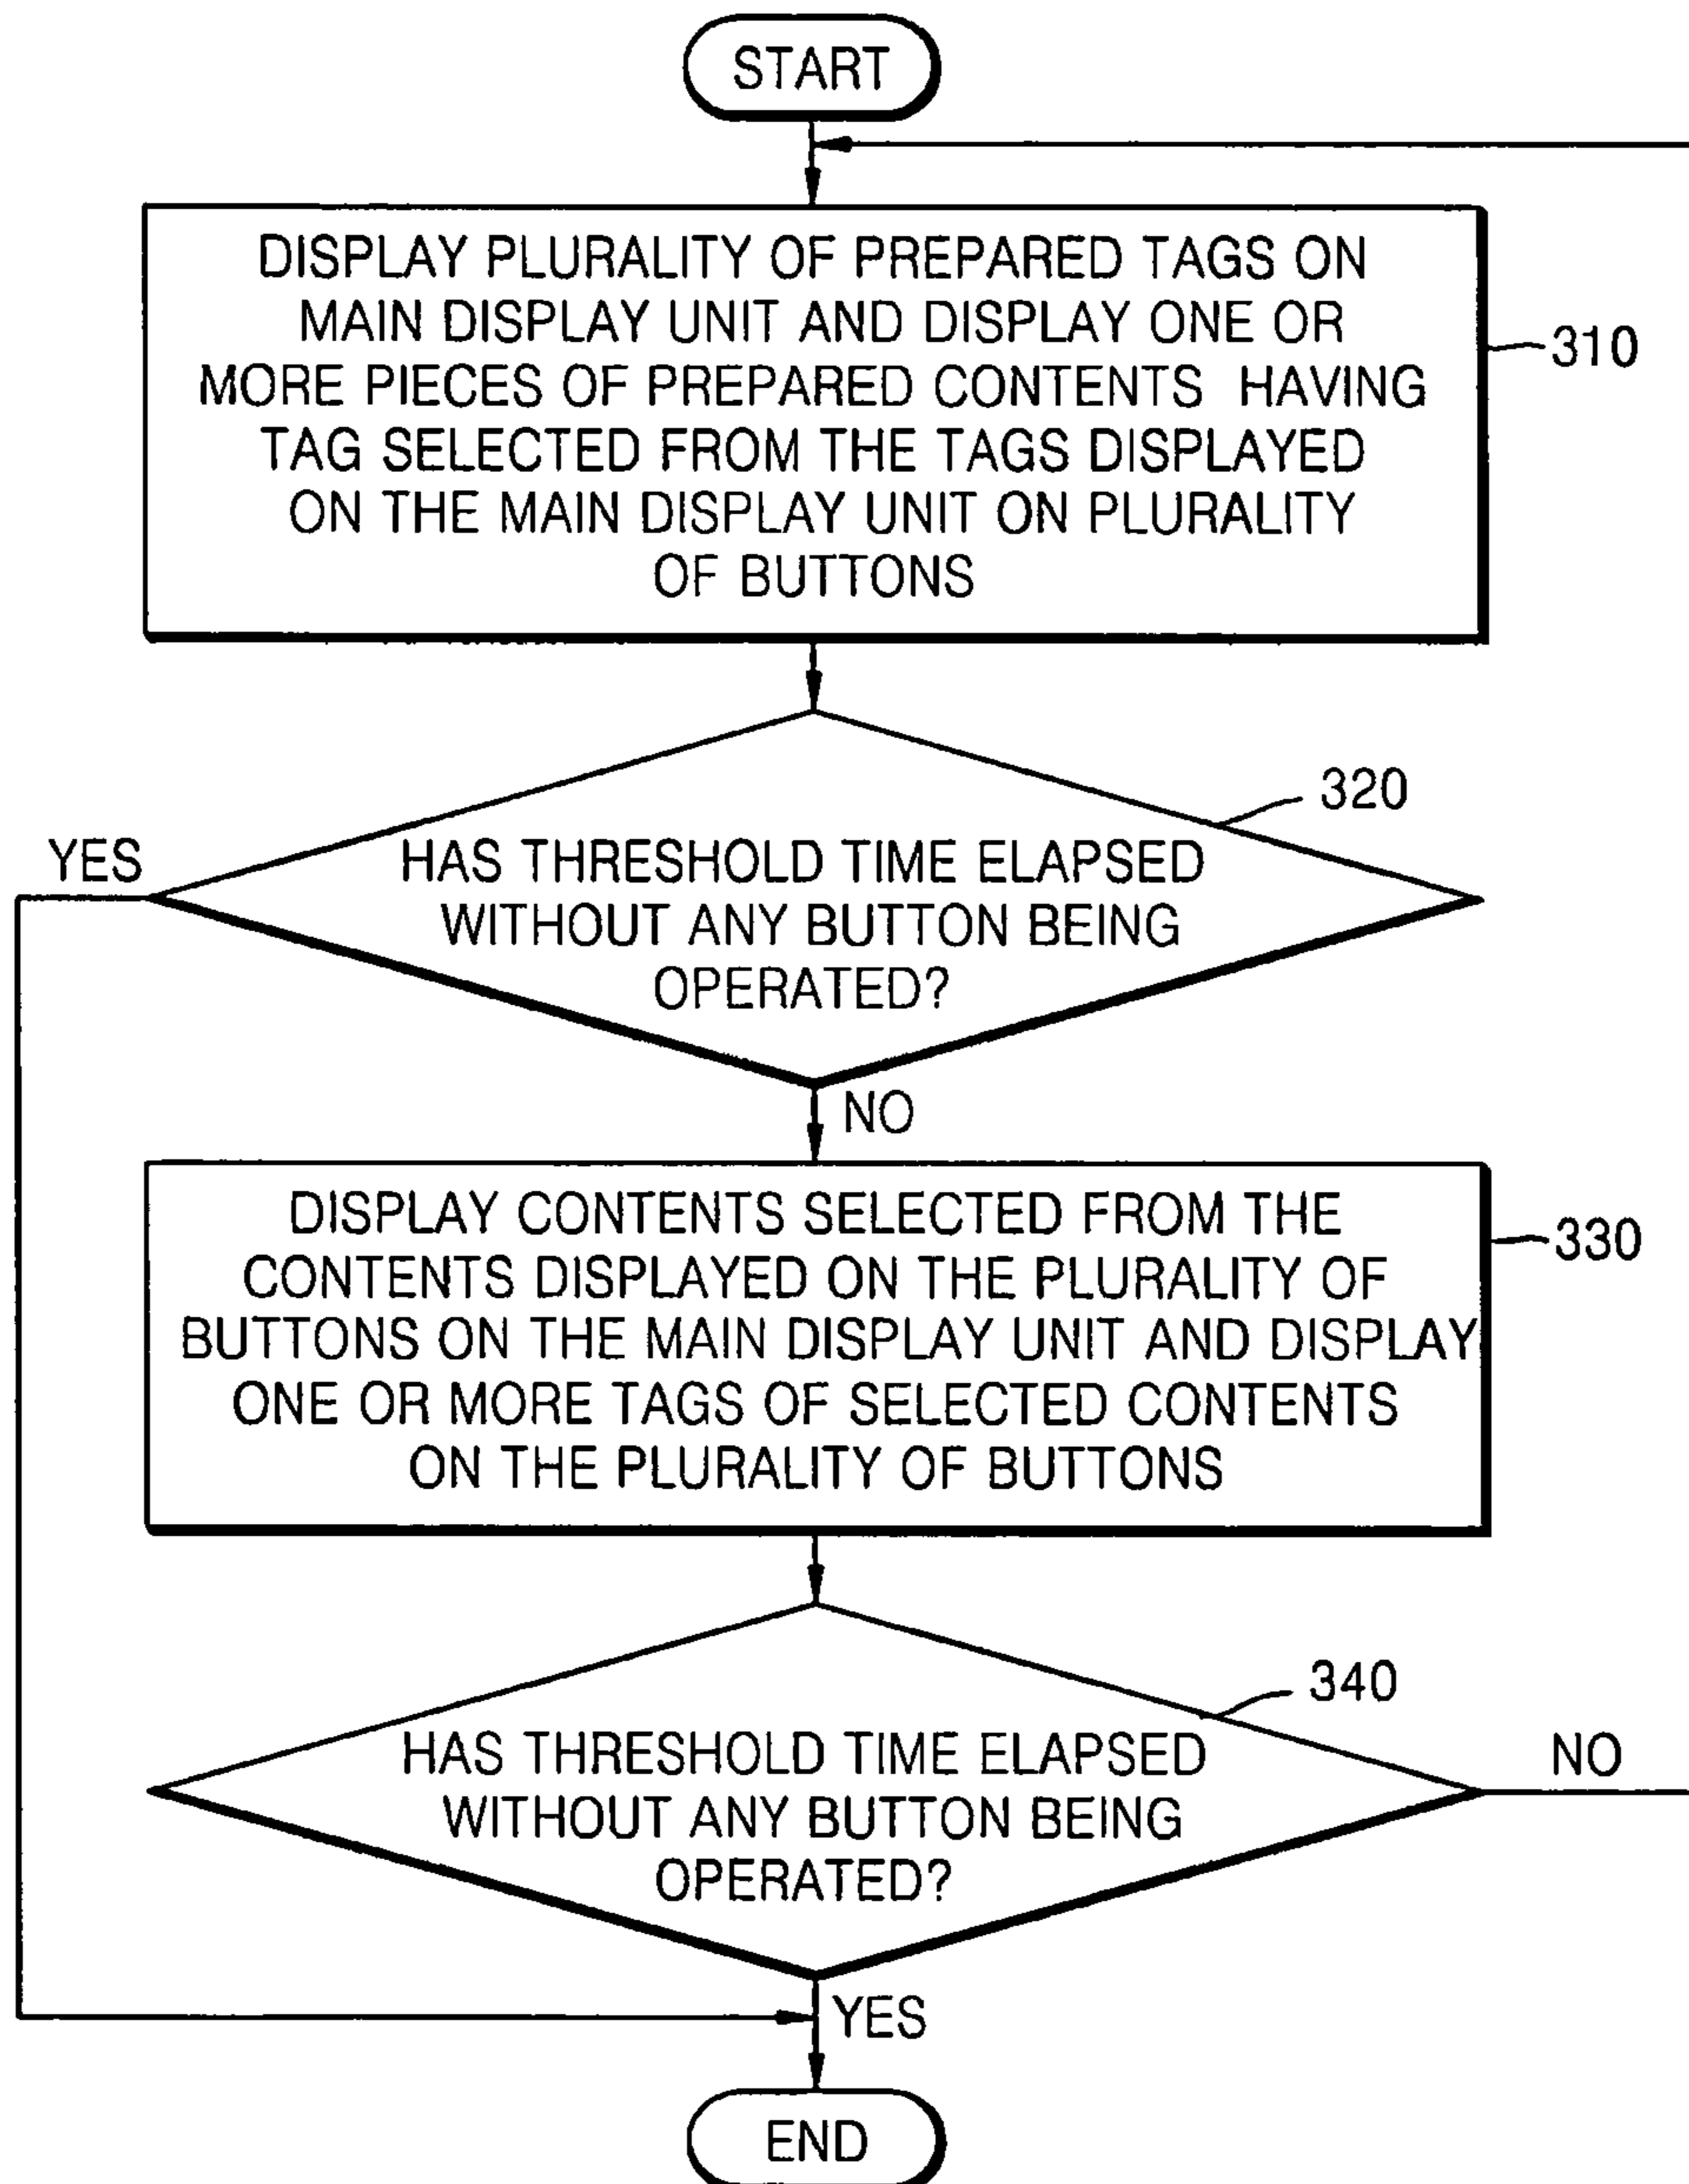 START
DISPLAY PLURALITY OF PREPARED TAGS ON
MAIN DISPLAY UNIT AND DISPLAY ONE OR
MORE PIECES OF PREPARED CONTENTS HAVING
TAG SELECTED FROM THE TAGS DISPLAYED
ON THE MAIN DISPLAY UNIT ON PLURALITY
OF BUTTONS
310
320
YES
HAS THRESHOLD TIME ELAPSED
WITHOUT ANY BUTTON BEING
OPERATED?
NO
DISPLAY CONTENTS SELECTED FROM THE
CONTENTS DISPLAYED ON THE PLURALITY OF
BUTTONS ON THE MAIN DISPLAY UNIT AND DISPLAY
ONE OR MORE TAGS OF SELECTED CONTENTS
ON THE PLURALITY OF BUTTONS
330
340
HAS THRESHOLD TIME ELAPSED
WITHOUT ANY BUTTON BEING
OPERATED?
NO
YES
END